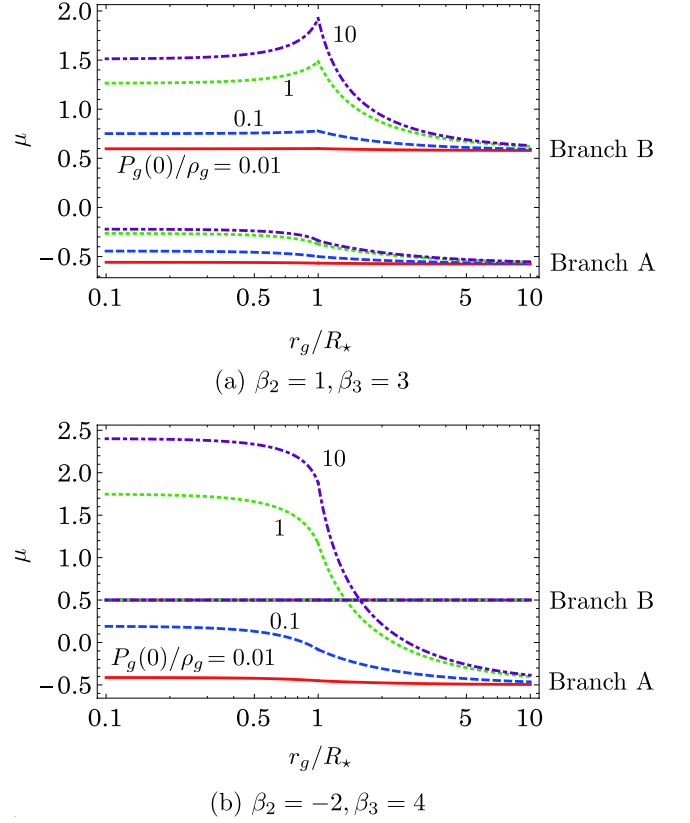 2.0
10
1.5
1
1.0
0.1
μ
0.5
Branch B
P_g(0)/ρ_g = 0.01
0.0
−0.5
Branch A
0.1 0.5 1 5 10
r_g/R_⋆
(a) β_2 = 1, β_3 = 3
2.5
10
2.0
1.5
1
1.0
μ
0.5
Branch B
0.1
0.0
P_g(0)/ρ_g = 0.01
−0.5
Branch A
0.1 0.5 1 5 10
r_g/R_⋆
(b) β_2 = −2, β_3 = 4